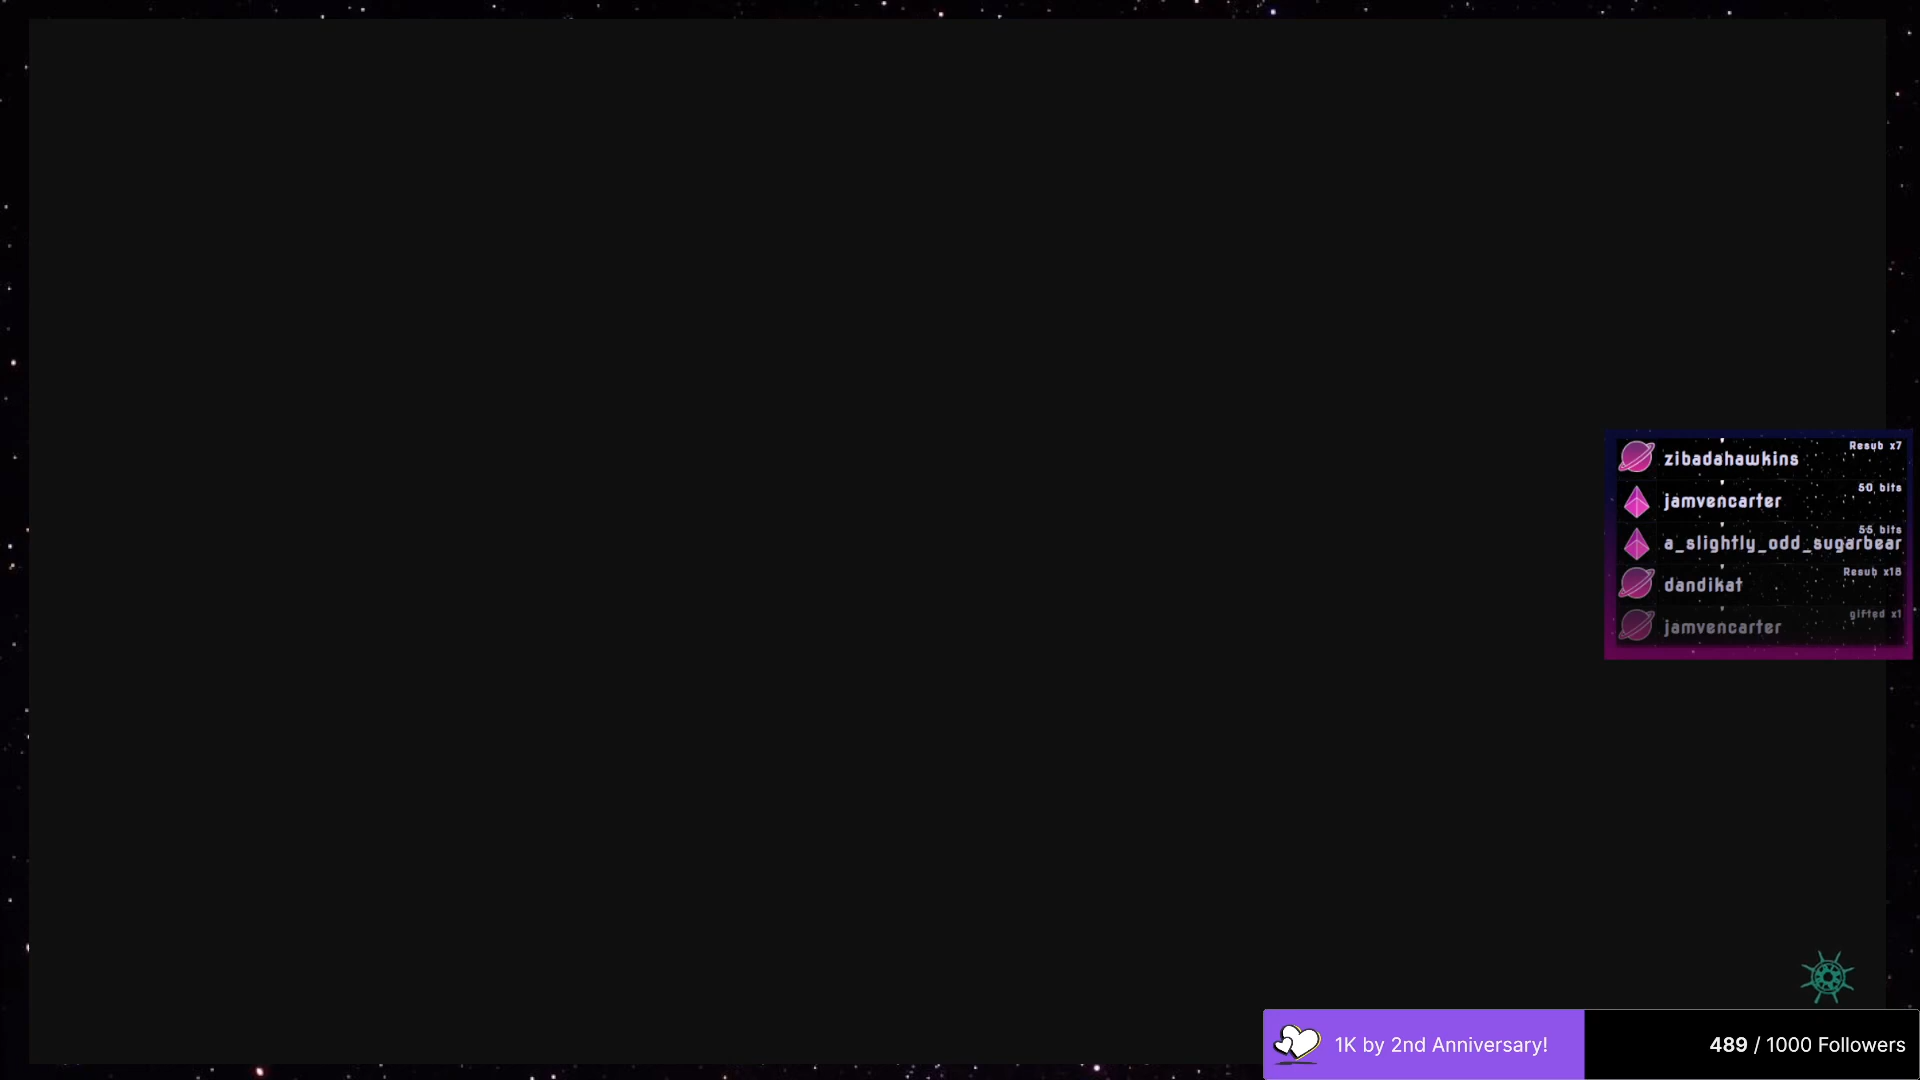 Resub x7
zibadahawkins
50 bits
jamvencarter
55 bits
a_slightly_odd_sugarbear
Resub x18
dandikat
gifted x1
jamvencarter
1K by 2nd Anniversary!
489 / 1000 Followers